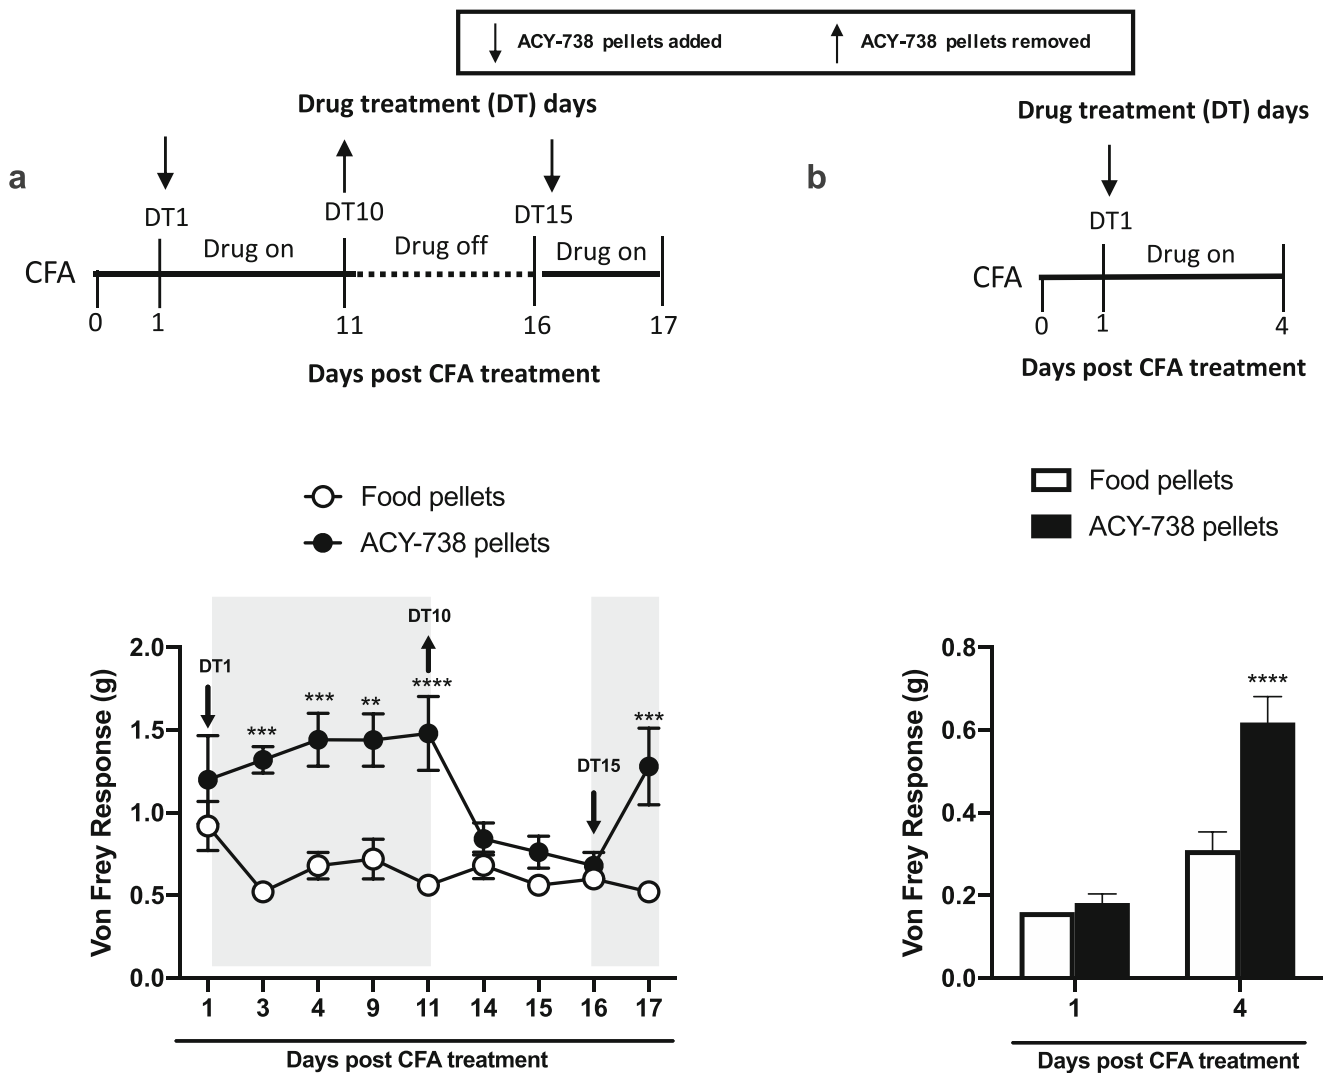 ACY-738 pellets added
ACY-738 pellets removed
Drug treatment (DT) days
a
DT1
DT10
DT15
Drug on
Drug off
Drug on
CFA
0
1
11
16
17
Days post CFA treatment
Food pellets
ACY-738 pellets
Von Frey Response (g)
2.0
1.5
1.0
0.5
0.0
DT1
***
***
**
DT10
****
DT15
***
1
3
4
9
11
14
15
16
17
Days post CFA treatment
Drug treatment (DT) days
b
DT1
Drug on
CFA
0
1
4
Days post CFA treatment
Food pellets
ACY-738 pellets
Von Frey Response (g)
0.8
0.6
0.4
0.2
0.0
****
1
4
Days post CFA treatment